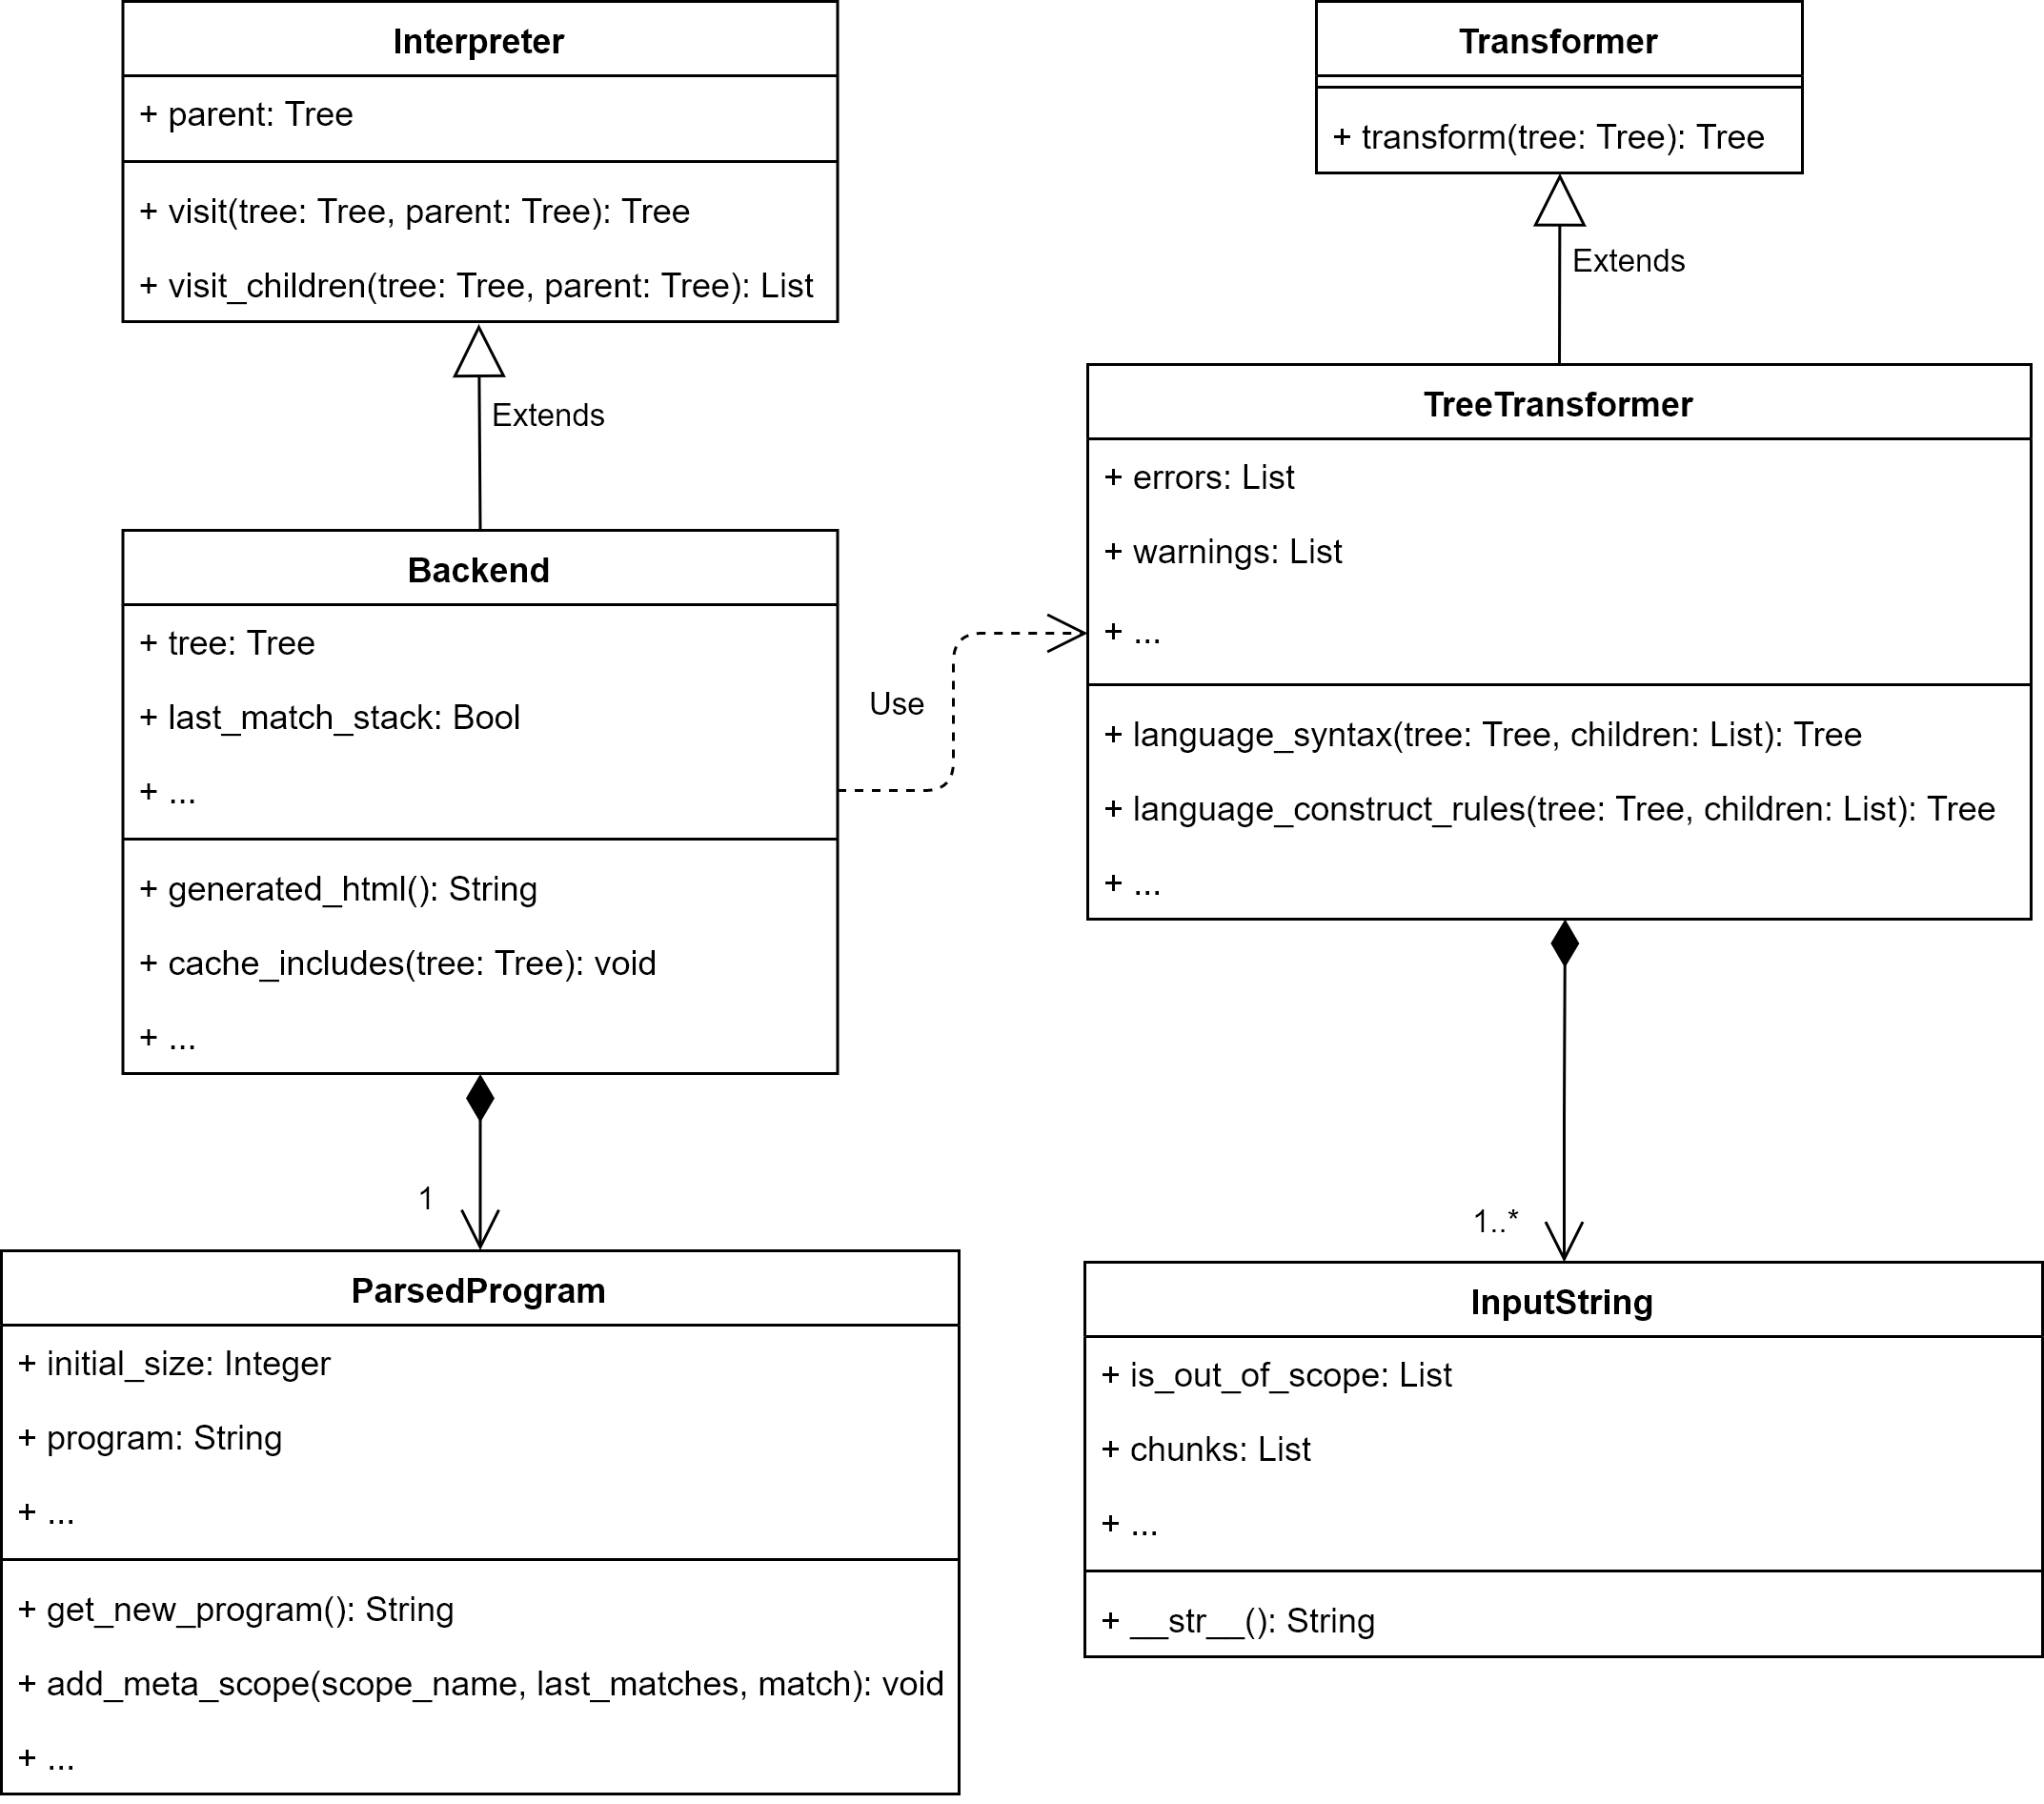 Interpreter
+ parent: Tree
+ visit(tree: Tree, parent: Tree): Tree
+ visit_children(tree: Tree, parent: Tree): List
Extends
Backend
+ tree: Tree
+ last_match_stack: Bool
+ ...
+ generated_html(): String
+ cache_includes(tree: Tree): void
+ ...
1
ParsedProgram
+ initial_size: Integer
+ program: String
+ ...
+ get_new_program(): String
+ add_meta_scope(scope_name, last_matches, match): void
+ ...
Use
Transformer
+ transform(tree: Tree): Tree
Extends
TreeTransformer
+ errors: List
+ warnings: List
+ ...
+ language_syntax(tree: Tree, children: List): Tree
+ language_construct_rules(tree: Tree, children: List): Tree
+ ...
1..*
InputString
+ is_out_of_scope: List
+ chunks: List
+ ...
+ __str__(): String